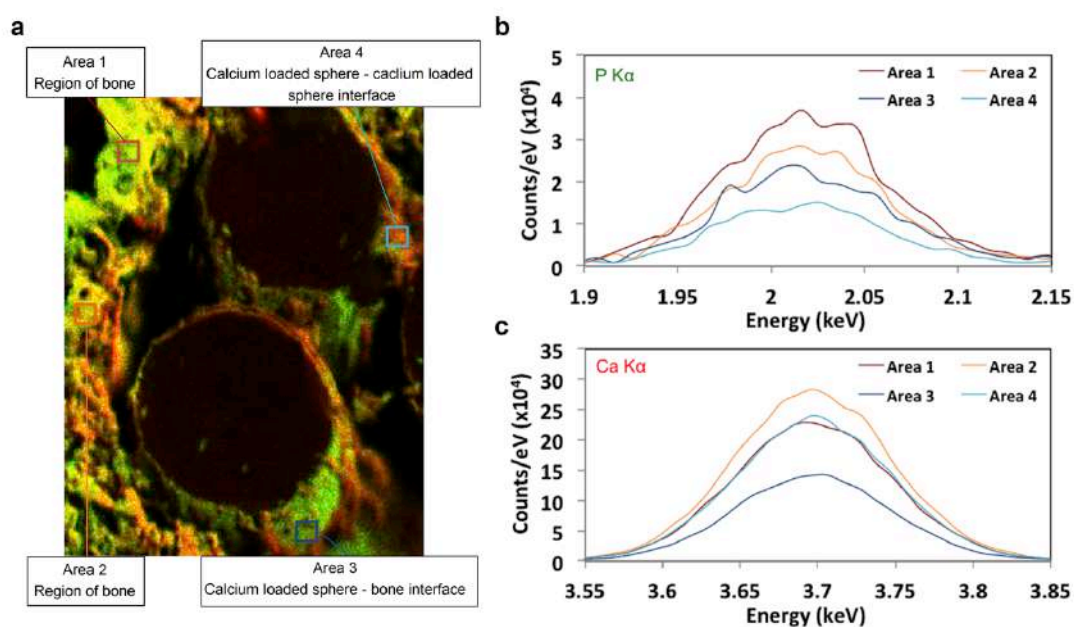 a
Area 1
Region of bone
Area 4
Calcium loaded sphere - caclium loaded
sphere interface
Area 2
Region of bone
Area 3
Calcium loaded sphere - bone interface
b
P Kα
Area 1
Area 2
Area 3
Area 4
Counts/eV (x10⁴)
5
4
3
2
1
0
1.9
1.95
2
2.05
2.1
2.15
Energy (keV)
c
Ca Kα
Area 1
Area 2
Area 3
Area 4
Counts/eV (x10⁴)
35
30
25
20
15
10
5
0
3.55
3.6
3.65
3.7
3.75
3.8
3.85
Energy (keV)